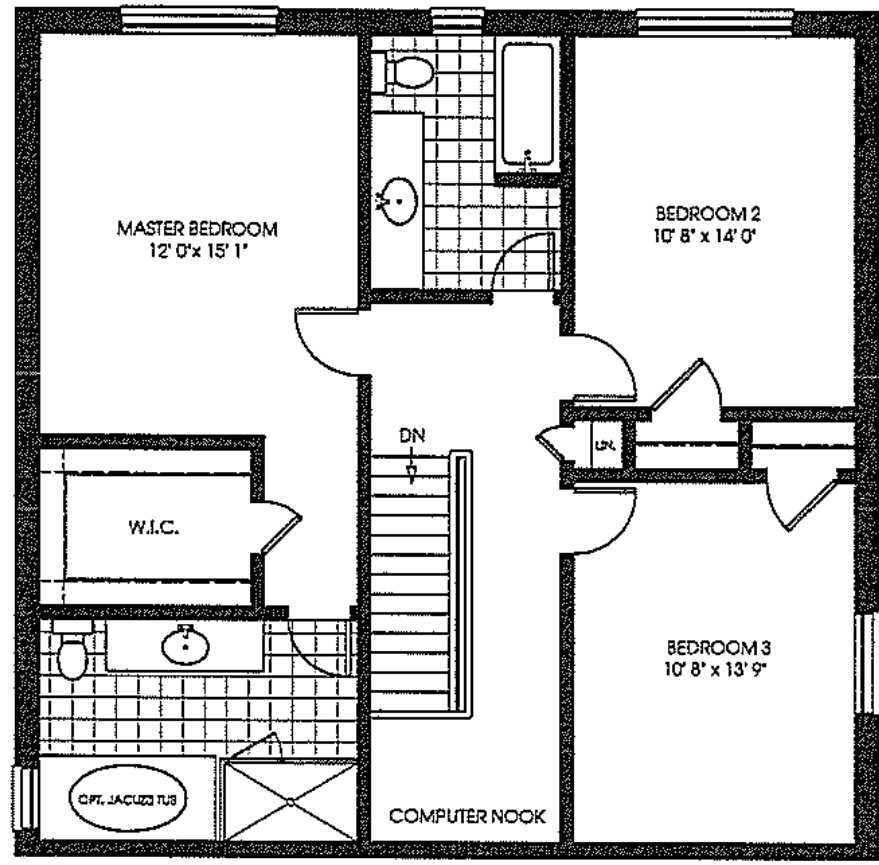 MASTER BEDROOM
12' 0"x 15' 1"
BEDROOM 2
10' 8" x 14' 0"
DN
LIN.
W.I.C.
BEDROOM 3
10' 8" x 13' 9"
OPT. JACUZZI TUB
COMPUTER NOOK